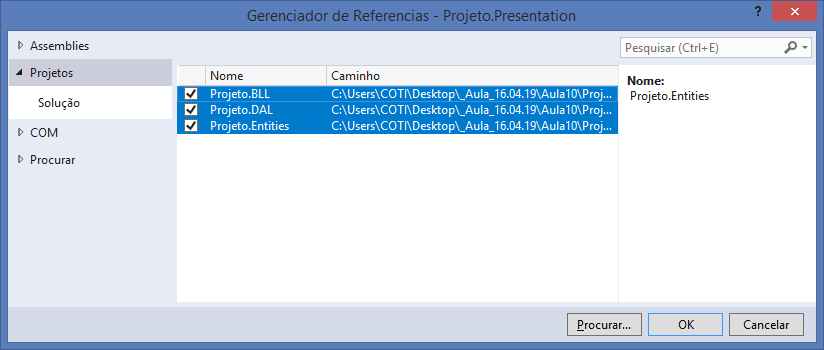 Gerenciador de Referencias - Projeto.Presentation
?
Assemblies
Projetos
Solução
COM
Procurar
Nome Caminho
Projeto.BLL C:\Users\COTI\Desktop\_Aula_16.04.19\Aula10\Proj...
Projeto.DAL C:\Users\COTI\Desktop\_Aula_16.04.19\Aula10\Proj...
Projeto.Entities C:\Users\COTI\Desktop\_Aula_16.04.19\Aula10\Proj...
Pesquisar (Ctrl+E)
Nome:
Projeto.Entities
Procurar... OK Cancelar